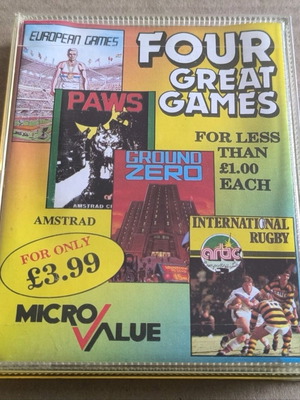 EUROPEAN GAMES
FOUR
GREAT
GAMES
PAWS
FOR LESS
THAN
£1.00
EACH
AMSTRAD
GROUND
ZERO
FOR ONLY
£3.99
INTERNATIONAL
RUGBY
artic
MICRO
VALUE